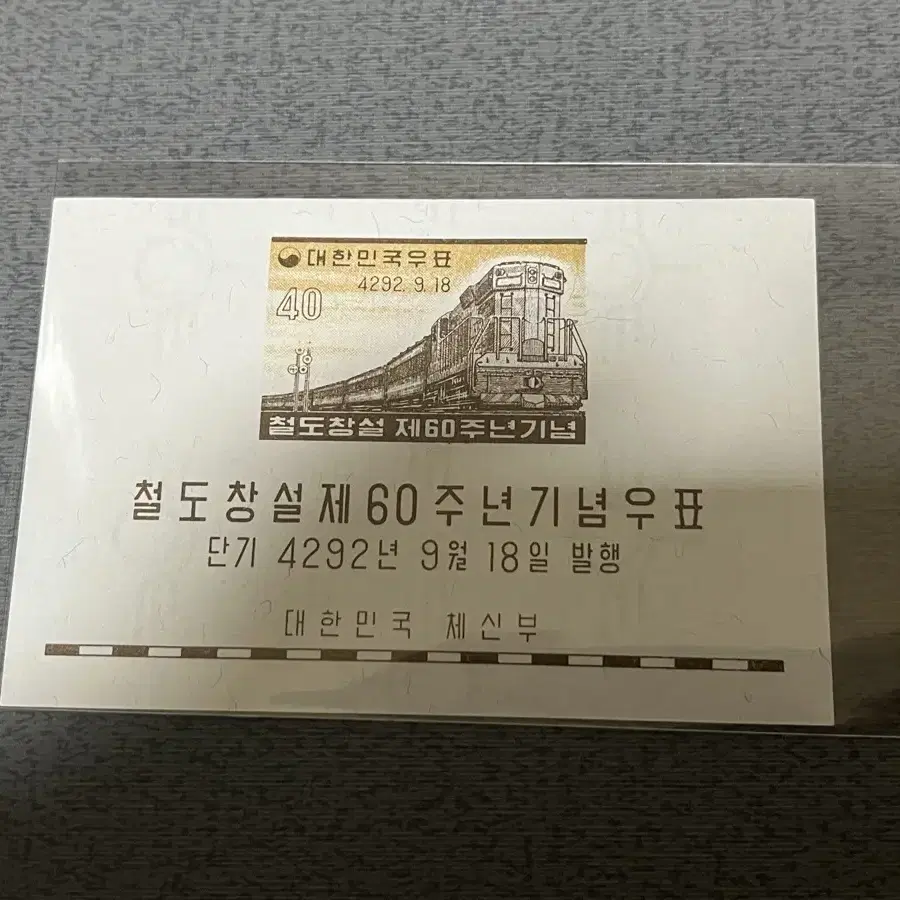 대한민국우표
4292. 9. 18
40
철도창설 제60주년기념
철도창설제60주년기념우표
단기 4292년 9월 18일 발행
대한민국 체신부